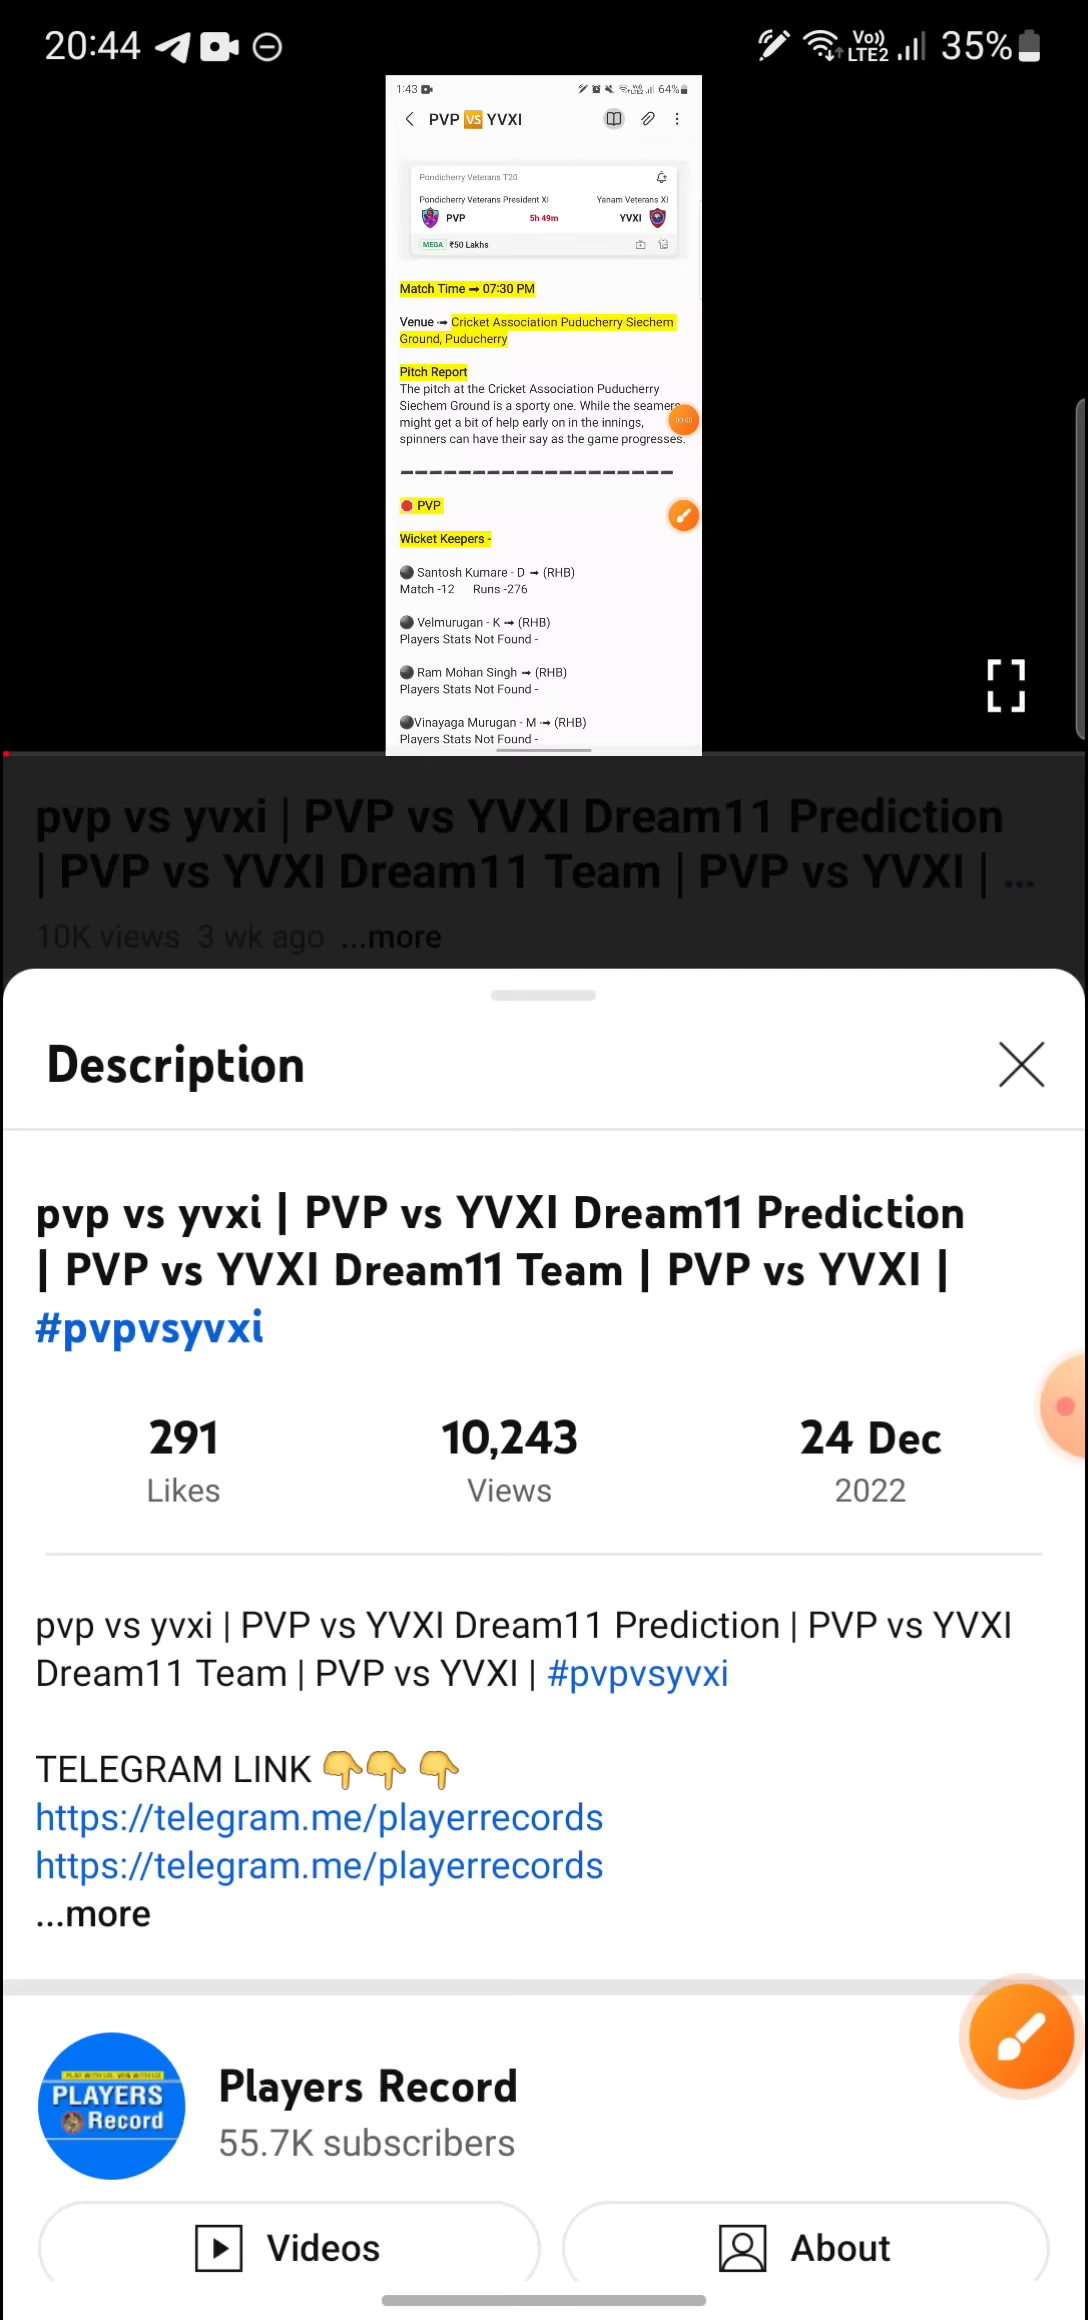 20:44
Vo)) LTE2
35%
1:43
64%
PVP VS YVXI
Pondicherry Veterans T20
Pondicherry Veterans President XI Yanam Veterans XI
PVP 5h 49m YVXI
MEGA ₹50 Lakhs
Match Time ➞ 07:30 PM
Venue ➞ Cricket Association Puducherry Siechem
Ground, Puducherry
Pitch Report
The pitch at the Cricket Association Puducherry
Siechem Ground is a sporty one. While the seamers
might get a bit of help early on in the innings,
spinners can have their say as the game progresses.
🔴 PVP
Wicket Keepers -
⚫ Santosh Kumare - D ➞ (RHB)
Match -12 Runs -276
⚫ Velmurugan - K ➞ (RHB)
Players Stats Not Found -
⚫ Ram Mohan Singh ➞ (RHB)
Players Stats Not Found -
⚫Vinayaga Murugan - M ➞ (RHB)
Players Stats Not Found -
pvp vs yvxi | PVP vs YVXI Dream11 Prediction
| PVP vs YVXI Dream11 Team | PVP vs YVXI | ...
10K views 3 wk ago ...more
Description
pvp vs yvxi | PVP vs YVXI Dream11 Prediction
| PVP vs YVXI Dream11 Team | PVP vs YVXI |
#pvpvsyvxi
291 10,243 24 Dec
Likes Views 2022
pvp vs yvxi | PVP vs YVXI Dream11 Prediction | PVP vs YVXI
Dream11 Team | PVP vs YVXI | #pvpvsyvxi
TELEGRAM LINK 👇👇 👇
https://telegram.me/playerrecords
https://telegram.me/playerrecords
...more
PLAYERS
Record
Players Record
55.7K subscribers
Videos About